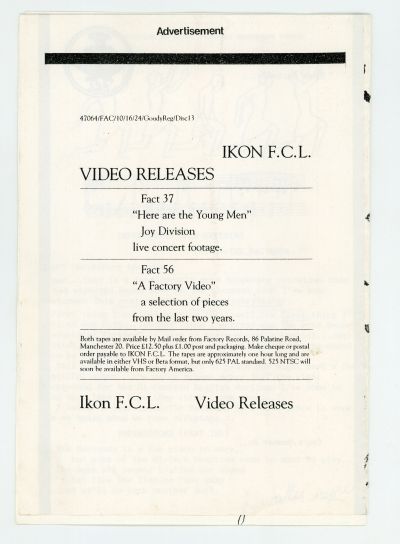 Advertisement
47064/FAC/10/16/24/GoudyReg/Disc13
IKON F.C.L.
VIDEO RELEASES
Fact 37
“Here are the Young Men”
Joy Division
live concert footage.
Fact 56
“A Factory Video”
a selection of pieces
from the last two years.
Both tapes are available by Mail order from Factory Records, 86 Palatine Road,
Manchester 20. Price £12.50 plus £1.00 post and packaging. Make cheque or postal
order payable to IKON F.C.L. The tapes are approximately one hour long and are
available in either VHS or Beta format, but only 625 PAL standard. 525 NTSC will
soon be available from Factory America.
Ikon F.C.L. Video Releases